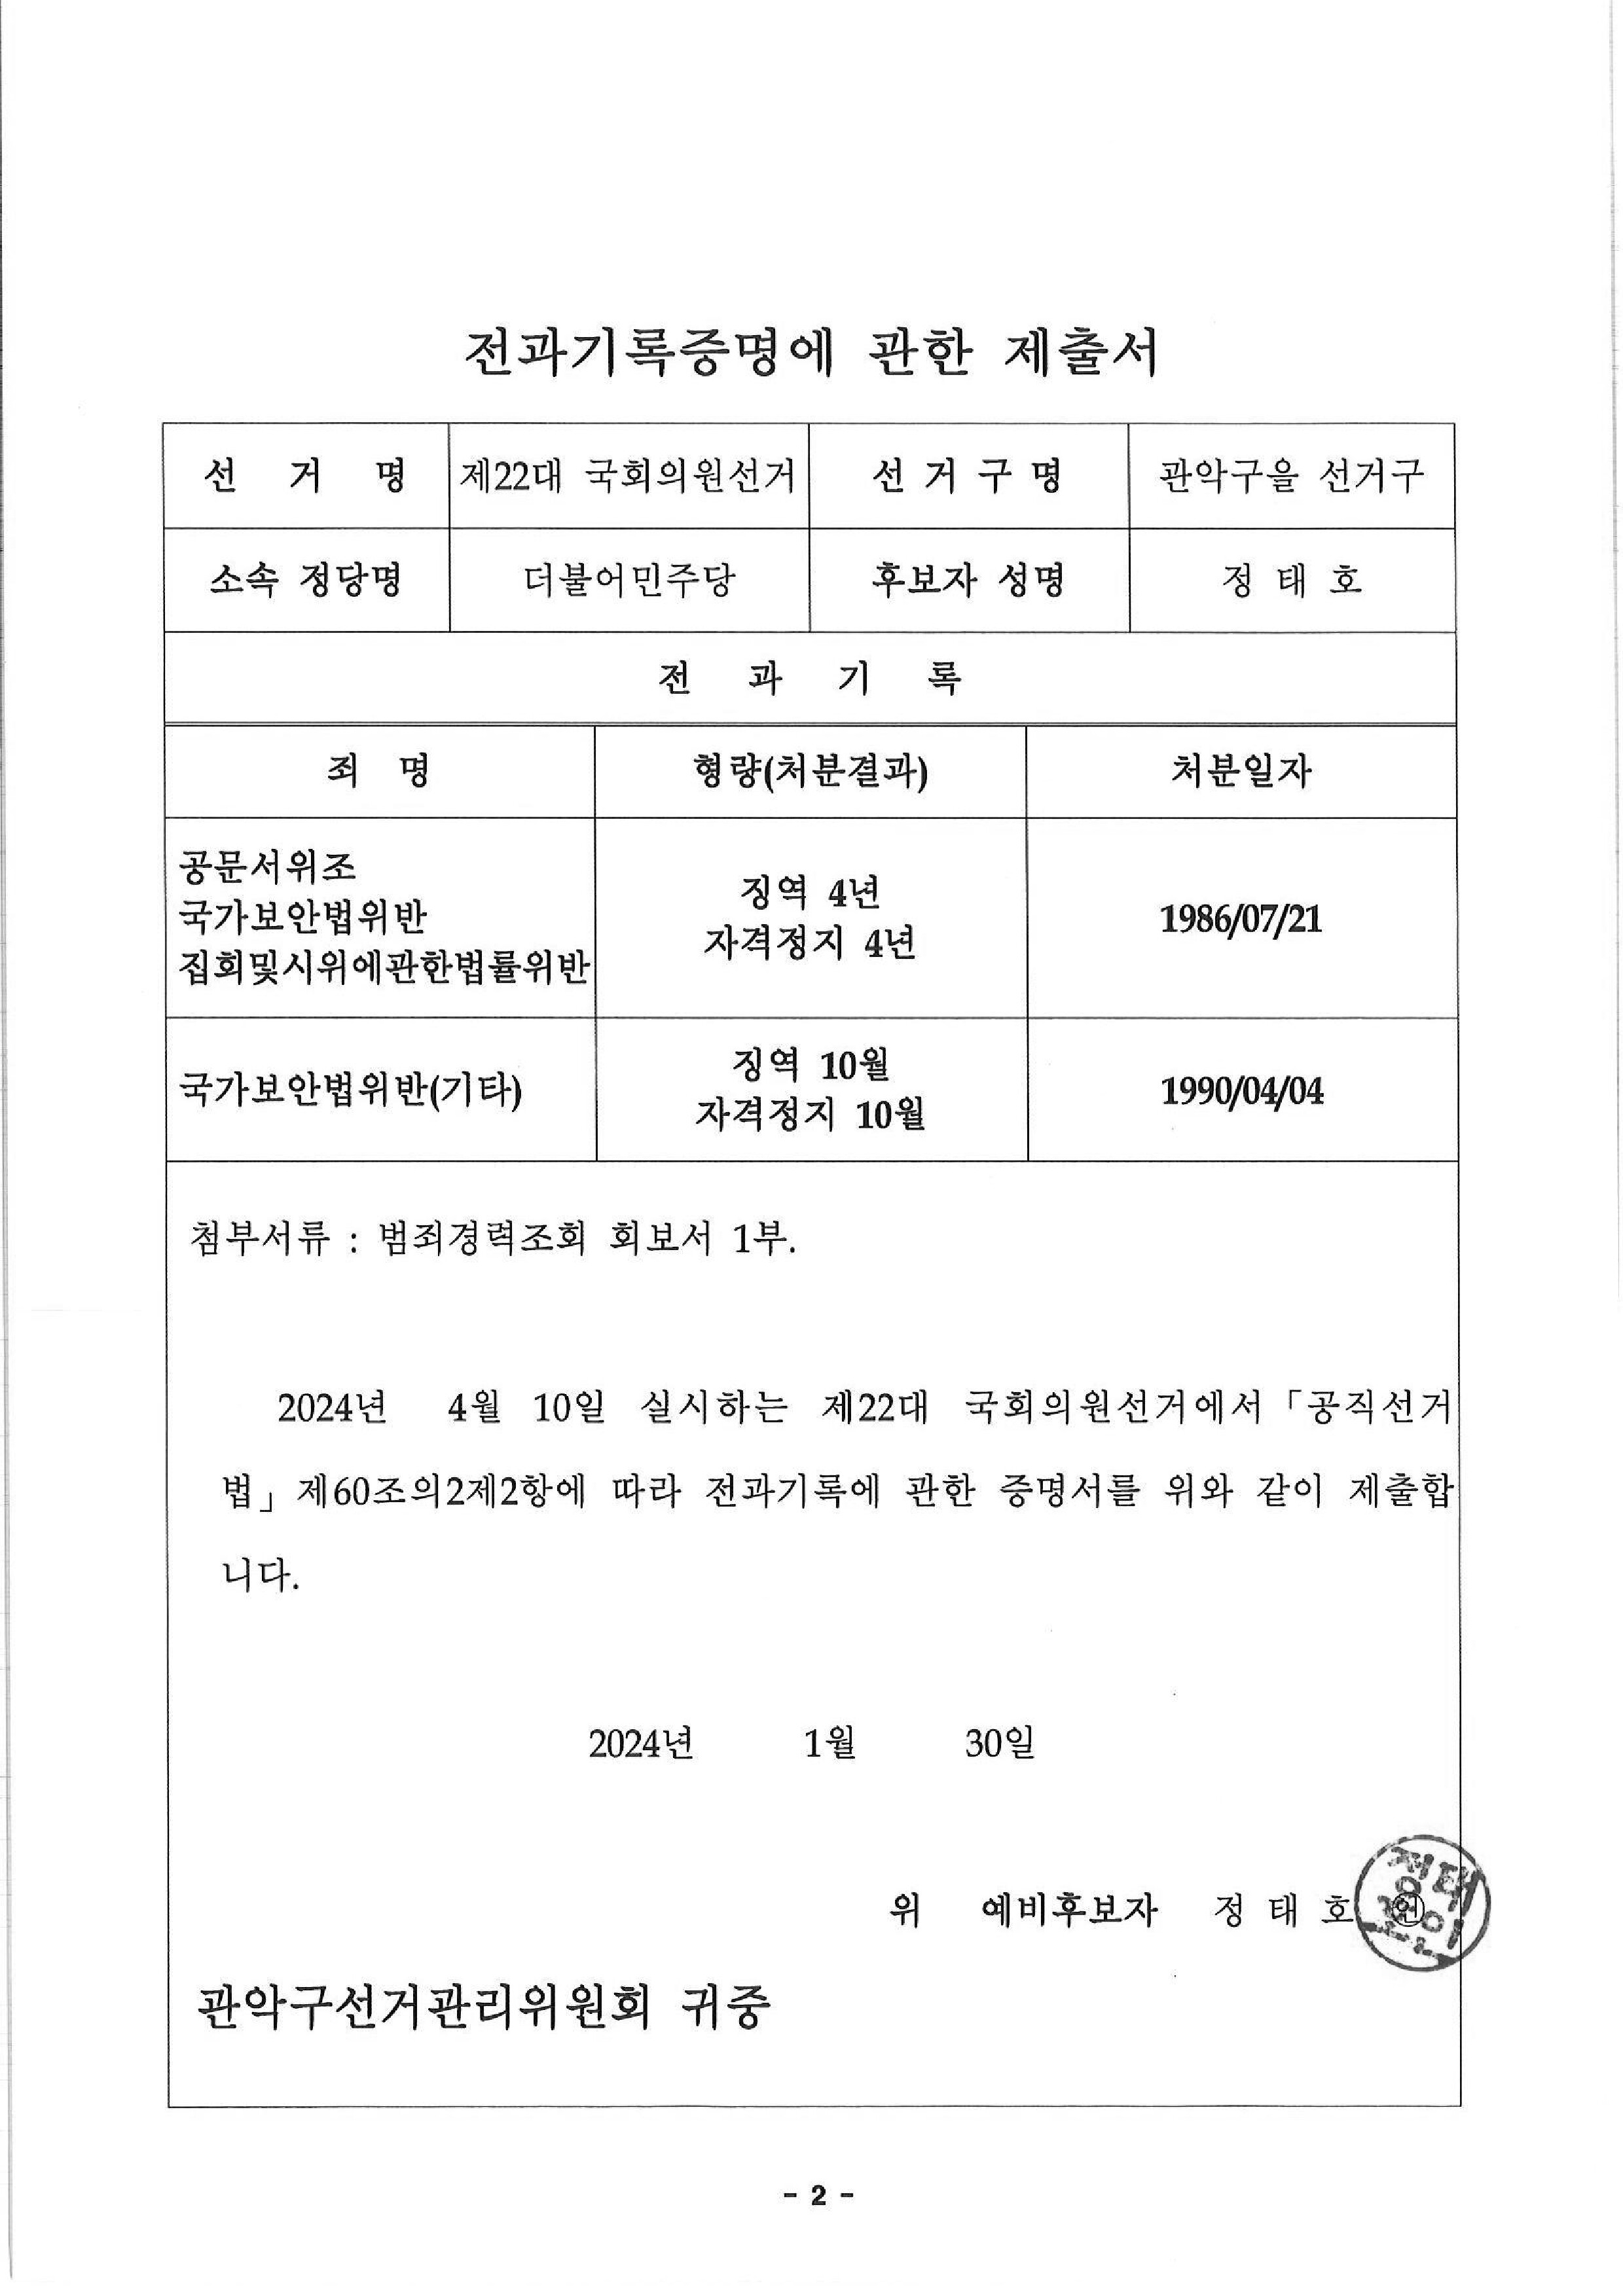 전과기록증명에 관한 제출서
선 거 명 제22대 국회의원선거 선 거 구 명 관악구을 선거구
소속 정당명 더불어민주당 후보자 성명 정 태 호
전 과 기 록
죄 명 형량(처분결과) 처분일자
공문서위조
국가보안법위반
집회및시위에관한법률위반
징역 4년
자격정지 4년
1986/07/21
국가보안법위반(기타)
징역 10월
자격정지 10월
1990/04/04
첨부서류 : 범죄경력조회 회보서 1부.
2024년 4월 10일 실시하는 제22대 국회의원선거에서 「공직선거
법」 제60조의2제2항에 따라 전과기록에 관한 증명서를 위와 같이 제출합
니다.
2024년 1월 30일
위 예비후보자 정 태 호 ㊞
관악구선거관리위원회 귀중
- 2 -